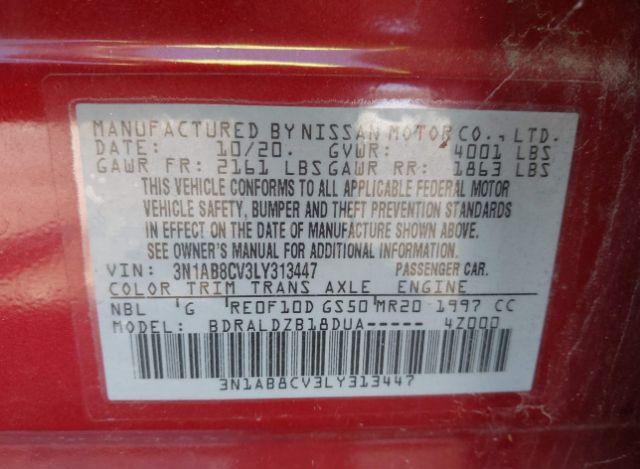 MANUFACTURED BY NISSAN MOTOR CO., LTD.
DATE: 10/20. GVWR: 4001 LBS
GAWR FR: 2161 LBS GAWR RR: 1863 LBS
THIS VEHICLE CONFORMS TO ALL APPLICABLE FEDERAL MOTOR
VEHICLE SAFETY, BUMPER AND THEFT PREVENTION STANDARDS
IN EFFECT ON THE DATE OF MANUFACTURE SHOWN ABOVE.
SEE OWNER'S MANUAL FOR ADDITIONAL INFORMATION.
VIN: 3N1AB8CV3LY313447 PASSENGER CAR.
COLOR TRIM TRANS AXLE ENGINE
NBL 'G RE0F10D GS50 MR20 1997 CC
MODEL: BDRALDZB18DUA----- 4Z000
3N1AB8CV3LY313447